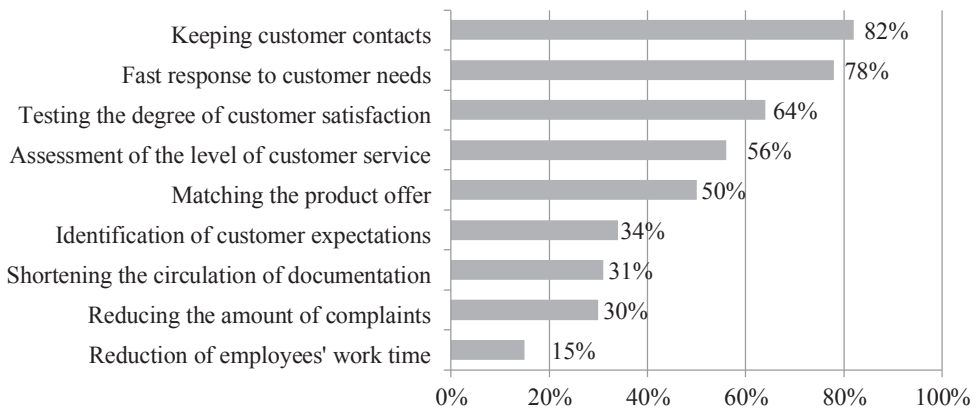 Keeping customer contacts 82%
Fast response to customer needs 78%
Testing the degree of customer satisfaction 64%
Assessment of the level of customer service 56%
Matching the product offer 50%
Identification of customer expectations 34%
Shortening the circulation of documentation 31%
Reducing the amount of complaints 30%
Reduction of employees' work time 15%
0% 20% 40% 60% 80% 100%